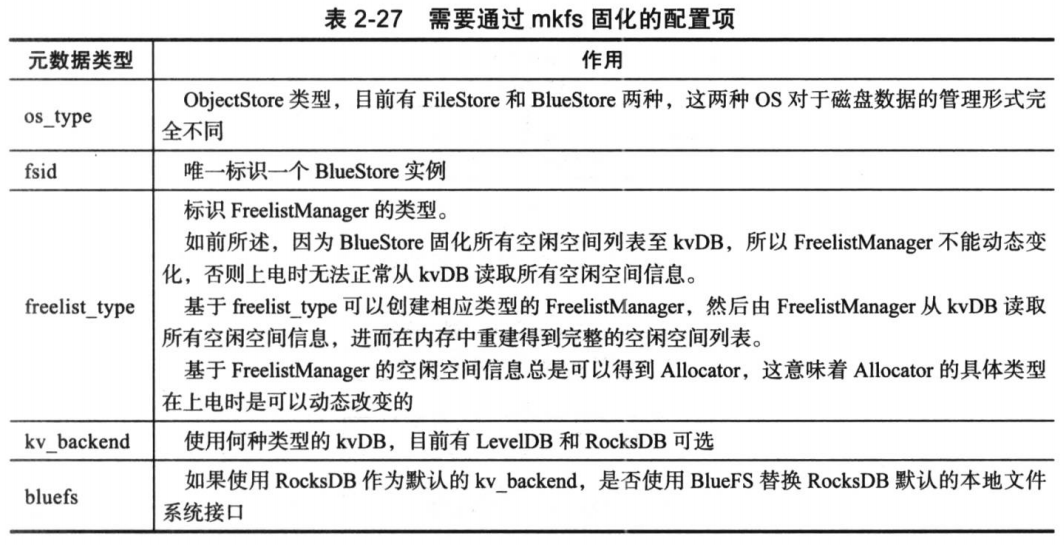 表 2-27 需要通过 mkfs 固化的配置项
元数据类型 作用
os_type ObjectStore 类型，目前有 FileStore 和 BlueStore 两种，这两种 OS 对于磁盘数据的管理形式完
全不同
fsid 唯一标识一个 BlueStore 实例
标识 FreelistManager 的类型。
如前所述，因为 BlueStore 固化所有空闲空间列表至 kvDB，所以 FreelistManager 不能动态变
化，否则上电时无法正常从 kvDB 读取所有空闲空间信息。
freelist_type 基于 freelist_type 可以创建相应类型的 FreelistManager，然后由 FreelistManager 从 kvDB 读取
所有空闲空间信息，进而在内存中重建得到完整的空闲空间列表。
基于 FreelistManager 的空闲空间信息总是可以得到 Allocator，这意味着 Allocator 的具体类型
在上电时是可以动态改变的
kv_backend 使用何种类型的 kvDB，目前有 LevelDB 和 RocksDB 可选
bluefs 如果使用 RocksDB 作为默认的 kv_backend，是否使用 BlueFS 替换 RocksDB 默认的本地文件
系统接口